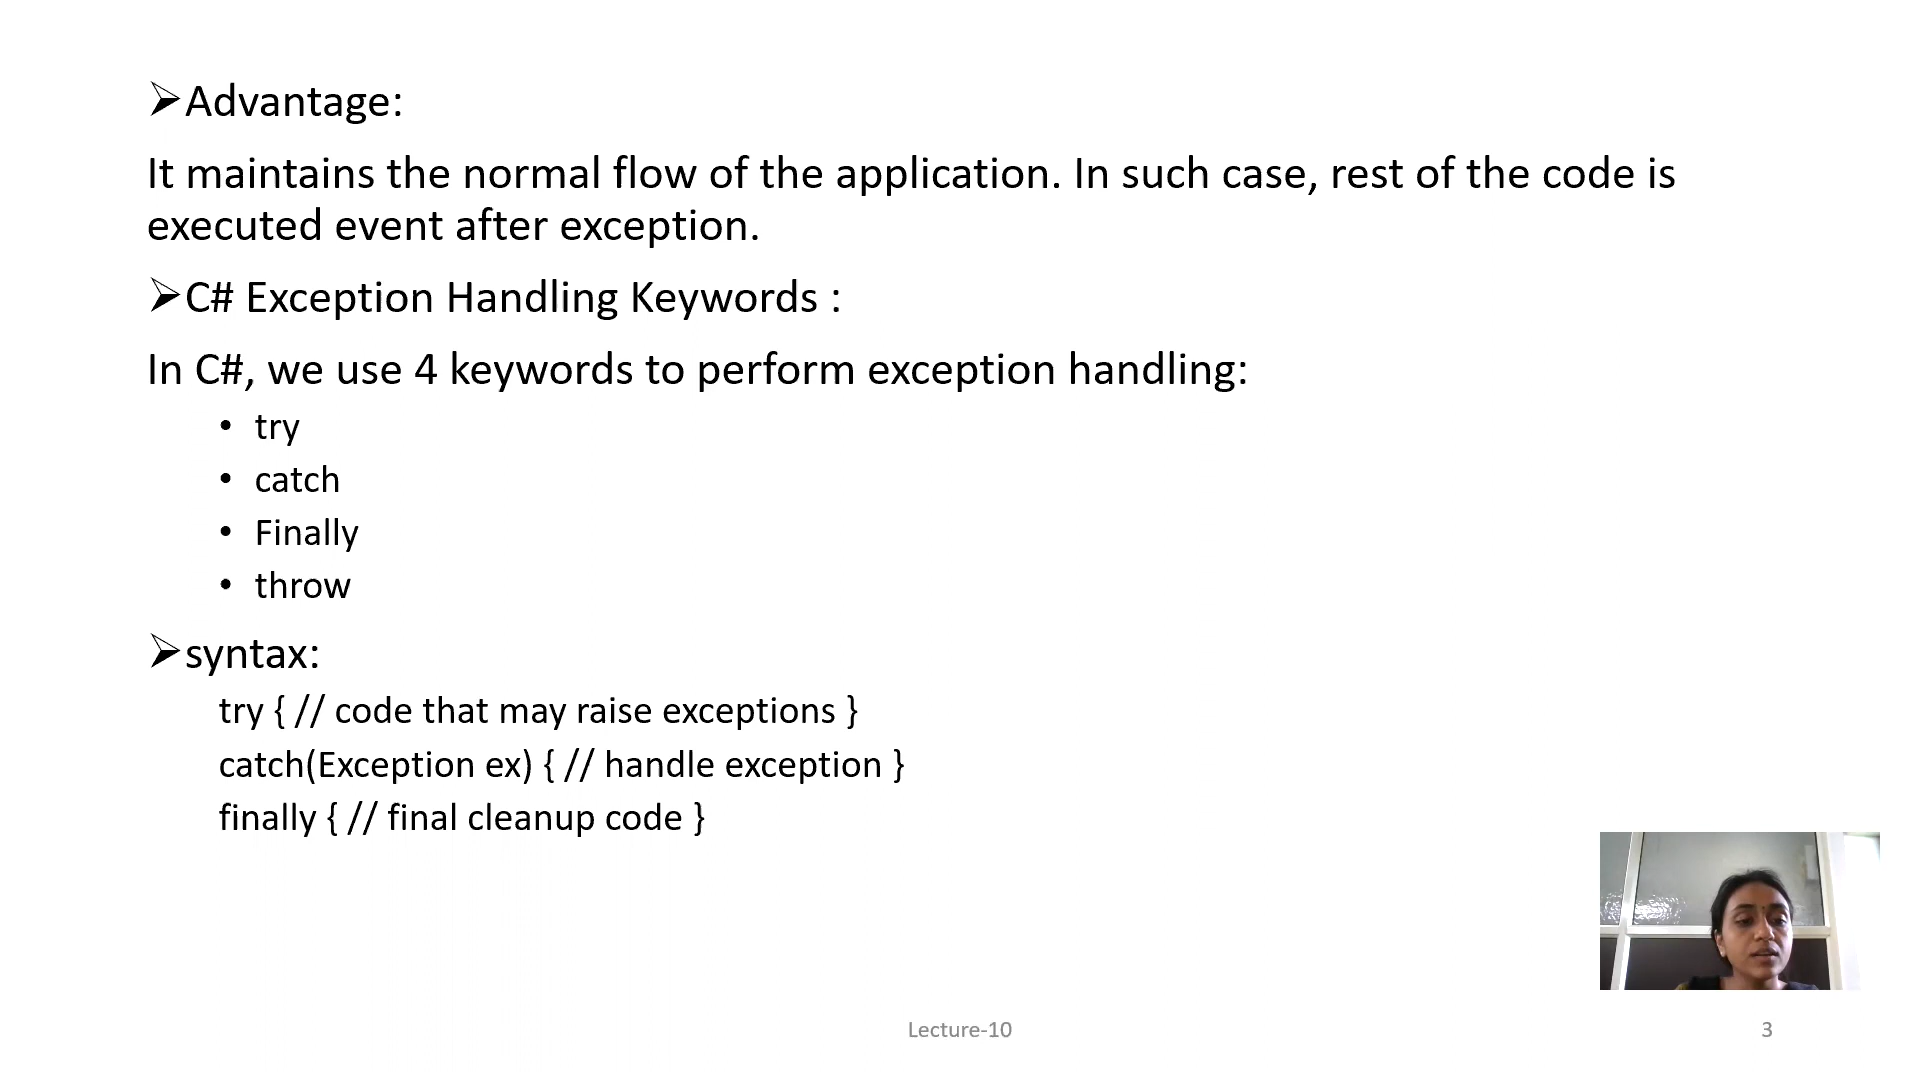 ➢Advantage:
It maintains the normal flow of the application. In such case, rest of the code is
executed event after exception.
➢C# Exception Handling Keywords :
In C#, we use 4 keywords to perform exception handling:
• try
• catch
• Finally
• throw
➢syntax:
try { // code that may raise exceptions }
catch(Exception ex) { // handle exception }
finally { // final cleanup code }
Lecture-10
3